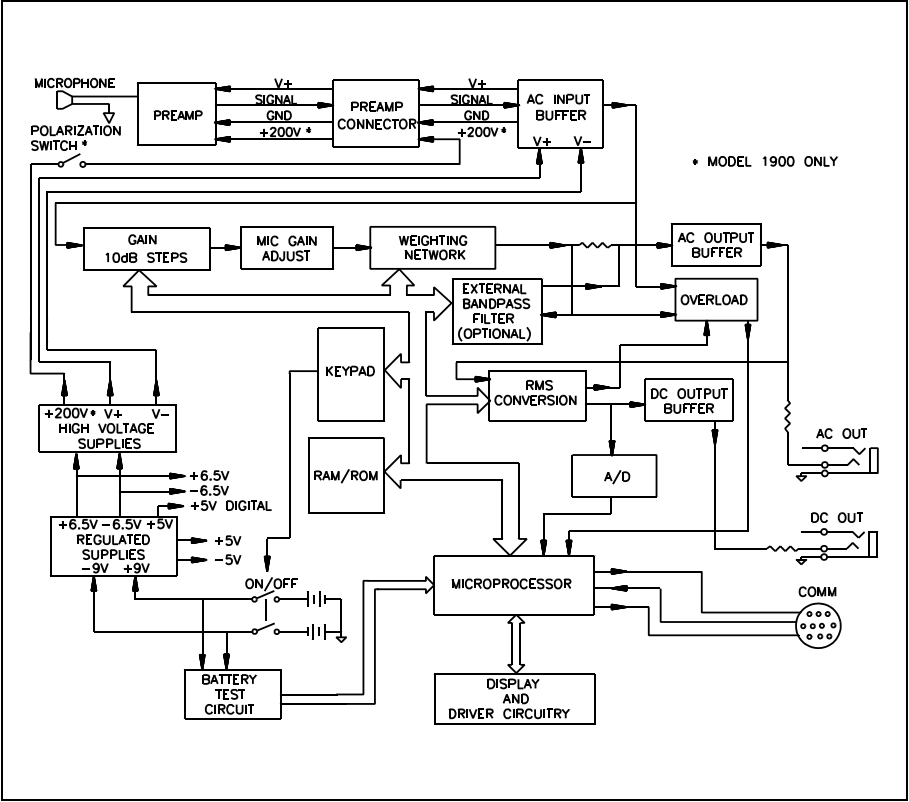 MICROPHONE
PREAMP
V+
SIGNAL
GND
+200V *
PREAMP
CONNECTOR
V+
SIGNAL
GND
+200V *
AC INPUT
BUFFER
V+ V-
POLARIZATION
SWITCH *
* MODEL 1900 ONLY
GAIN
10dB STEPS
MIC GAIN
ADJUST
WEIGHTING
NETWORK
AC OUTPUT
BUFFER
EXTERNAL
BANDPASS
FILTER
(OPTIONAL)
OVERLOAD
KEYPAD
RMS
CONVERSION
DC OUTPUT
BUFFER
+200V * V+ V-
HIGH VOLTAGE
SUPPLIES
AC OUT
RAM/ROM
A/D
+6.5V
-6.5V
+5V DIGITAL
+6.5V -6.5V +5V
REGULATED
SUPPLIES
-9V +9V
+5V
-5V
DC OUT
ON/OFF
MICROPROCESSOR
COMM
BATTERY
TEST
CIRCUIT
DISPLAY
AND
DRIVER CIRCUITRY